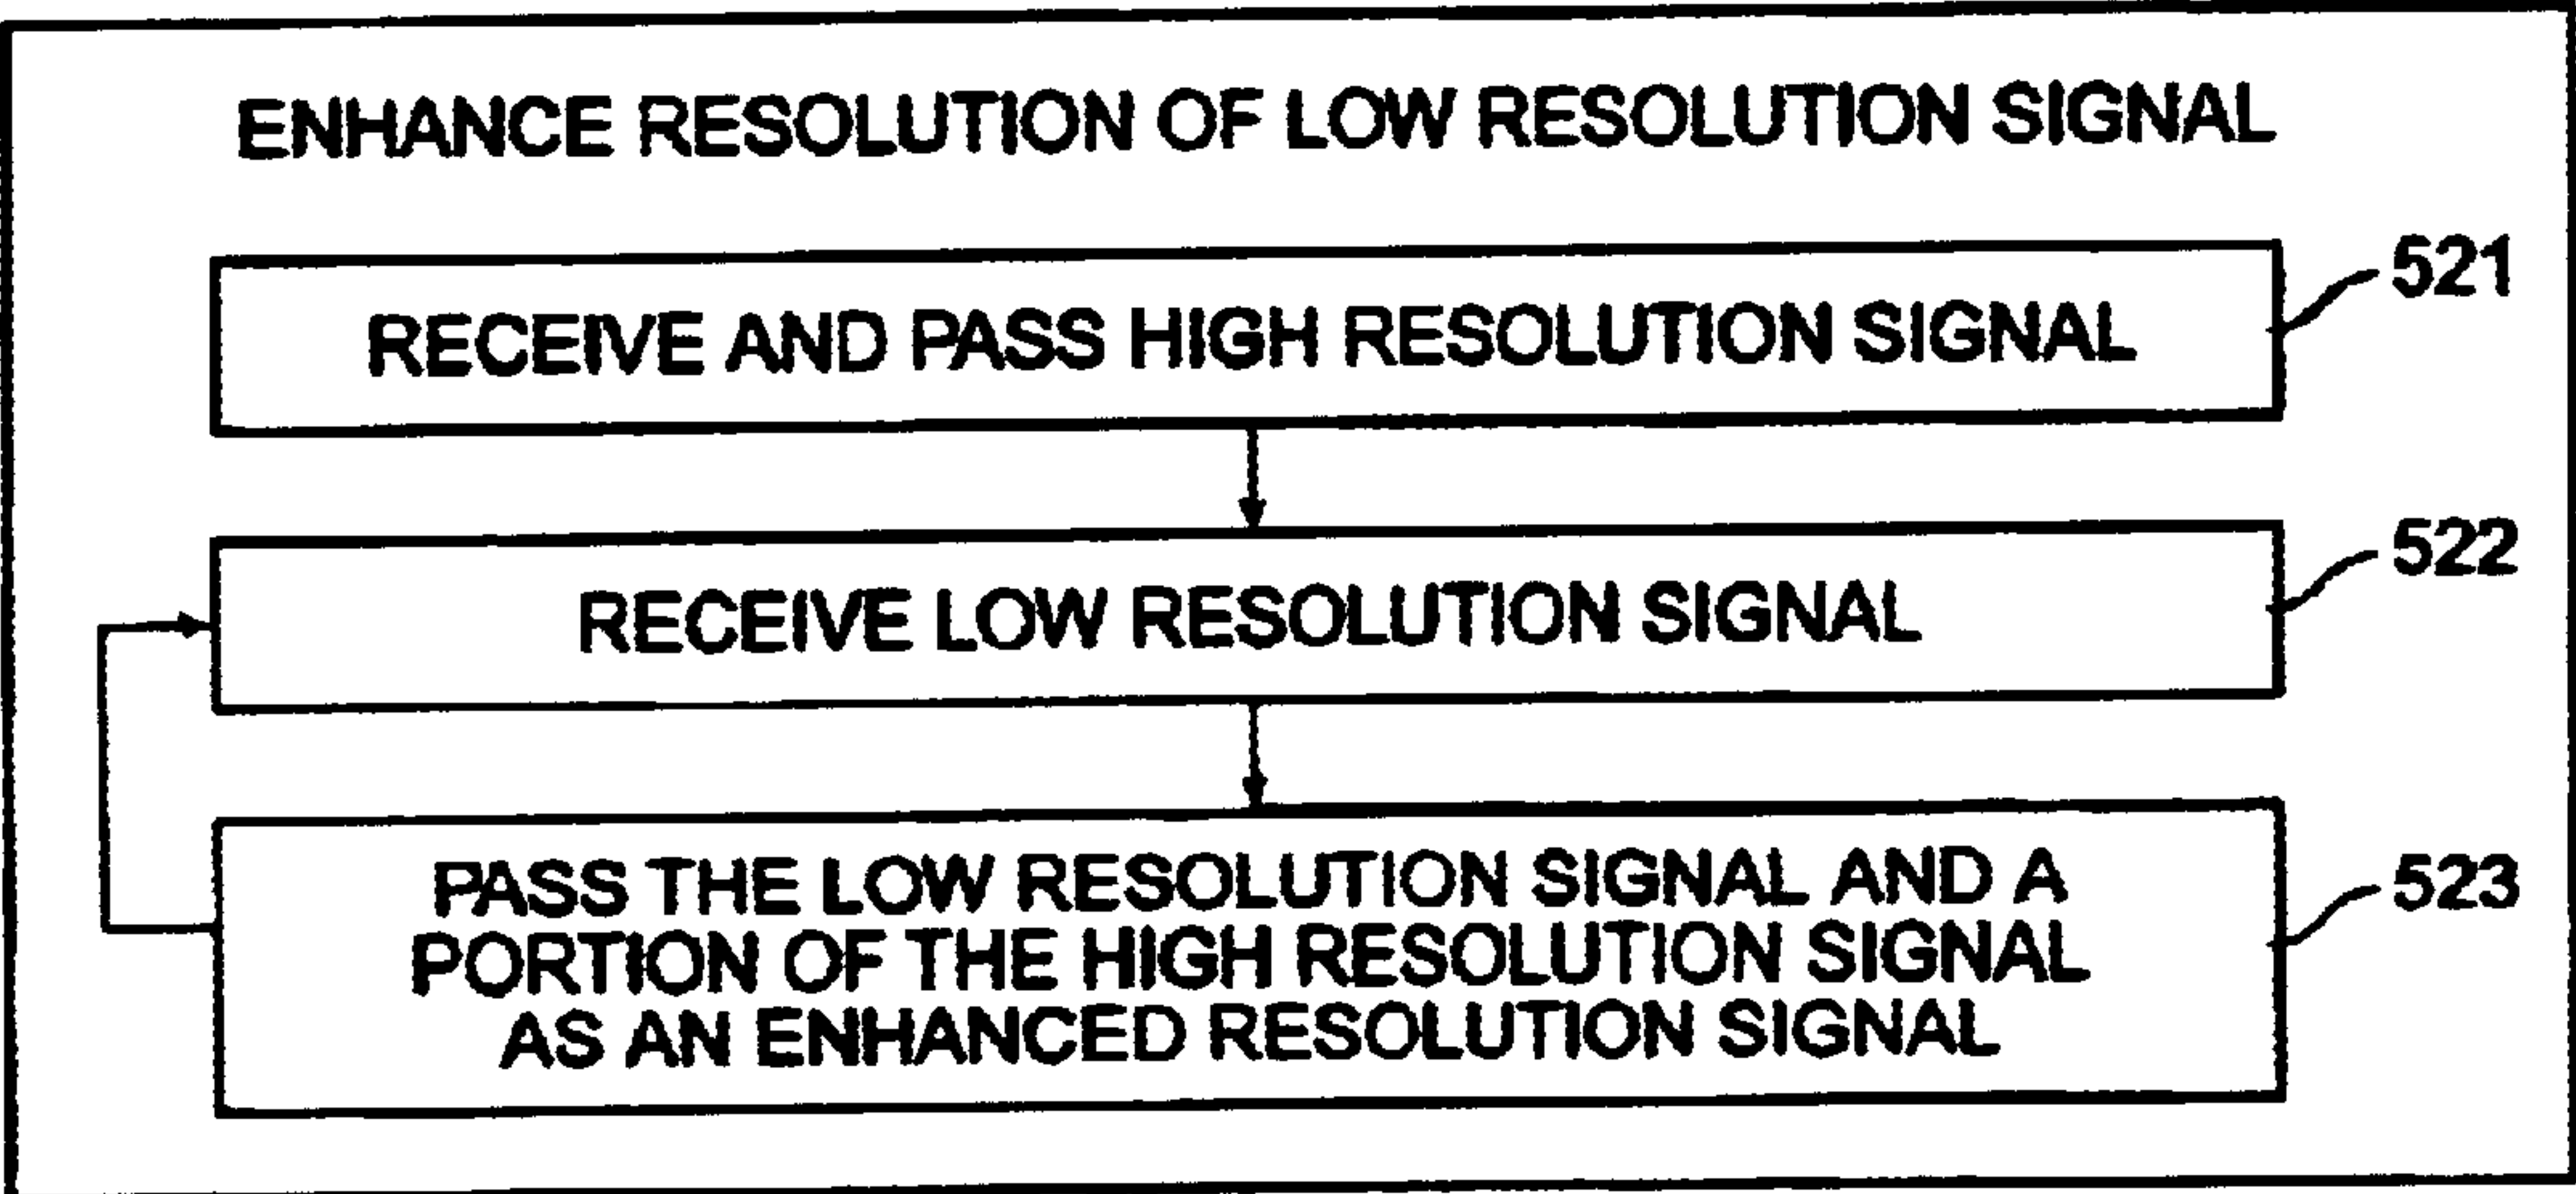 ENHANCE RESOLUTION OF LOW RESOLUTION SIGNAL
RECEIVE AND PASS HIGH RESOLUTION SIGNAL
521
RECEIVE LOW RESOLUTION SIGNAL
522
PASS THE LOW RESOLUTION SIGNAL AND A
PORTION OF THE HIGH RESOLUTION SIGNAL
AS AN ENHANCED RESOLUTION SIGNAL
523